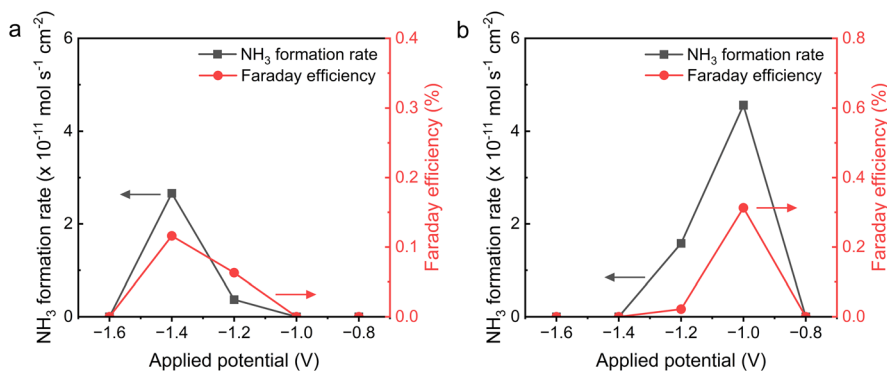 a
NH₃ formation rate (x 10⁻¹¹ mol s⁻¹ cm⁻²)
6
4
2
0
NH₃ formation rate
Faraday efficiency
0.4
0.3
0.2
0.1
0.0
Faraday efficiency (%)
−1.6 −1.4 −1.2 −1.0 −0.8
Applied potential (V)
b
NH₃ formation rate (x 10⁻¹¹ mol s⁻¹ cm⁻²)
6
4
2
0
NH₃ formation rate
Faraday efficiency
0.8
0.6
0.4
0.2
0.0
Faraday efficiency (%)
−1.6 −1.4 −1.2 −1.0 −0.8
Applied potential (V)